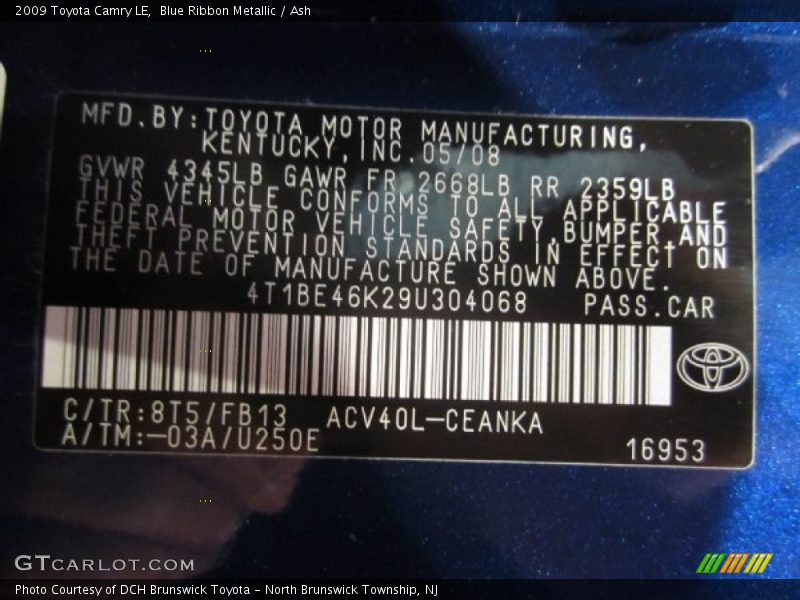 2009 Toyota Camry LE,  Blue Ribbon Metallic / Ash
MFD.BY:TOYOTA MOTOR MANUFACTURING,
KENTUCKY,INC.05/08
GVWR 4345LB GAWR FR 2668LB RR 2359LB
THIS VEHICLE CONFORMS TO ALL APPLICABLE
FEDERAL MOTOR VEHICLE SAFETY,BUMPER,AND
THEFT PREVENTION STANDARDS IN EFFECT ON
THE DATE OF MANUFACTURE SHOWN ABOVE.
4T1BE46K29U304068 PASS.CAR
C/TR:8T5/FB13 ACV40L-CEANKA
A/TM:-03A/U250E
16953
GTCARLOT.COM
Photo Courtesy of DCH Brunswick Toyota - North Brunswick Township, NJ